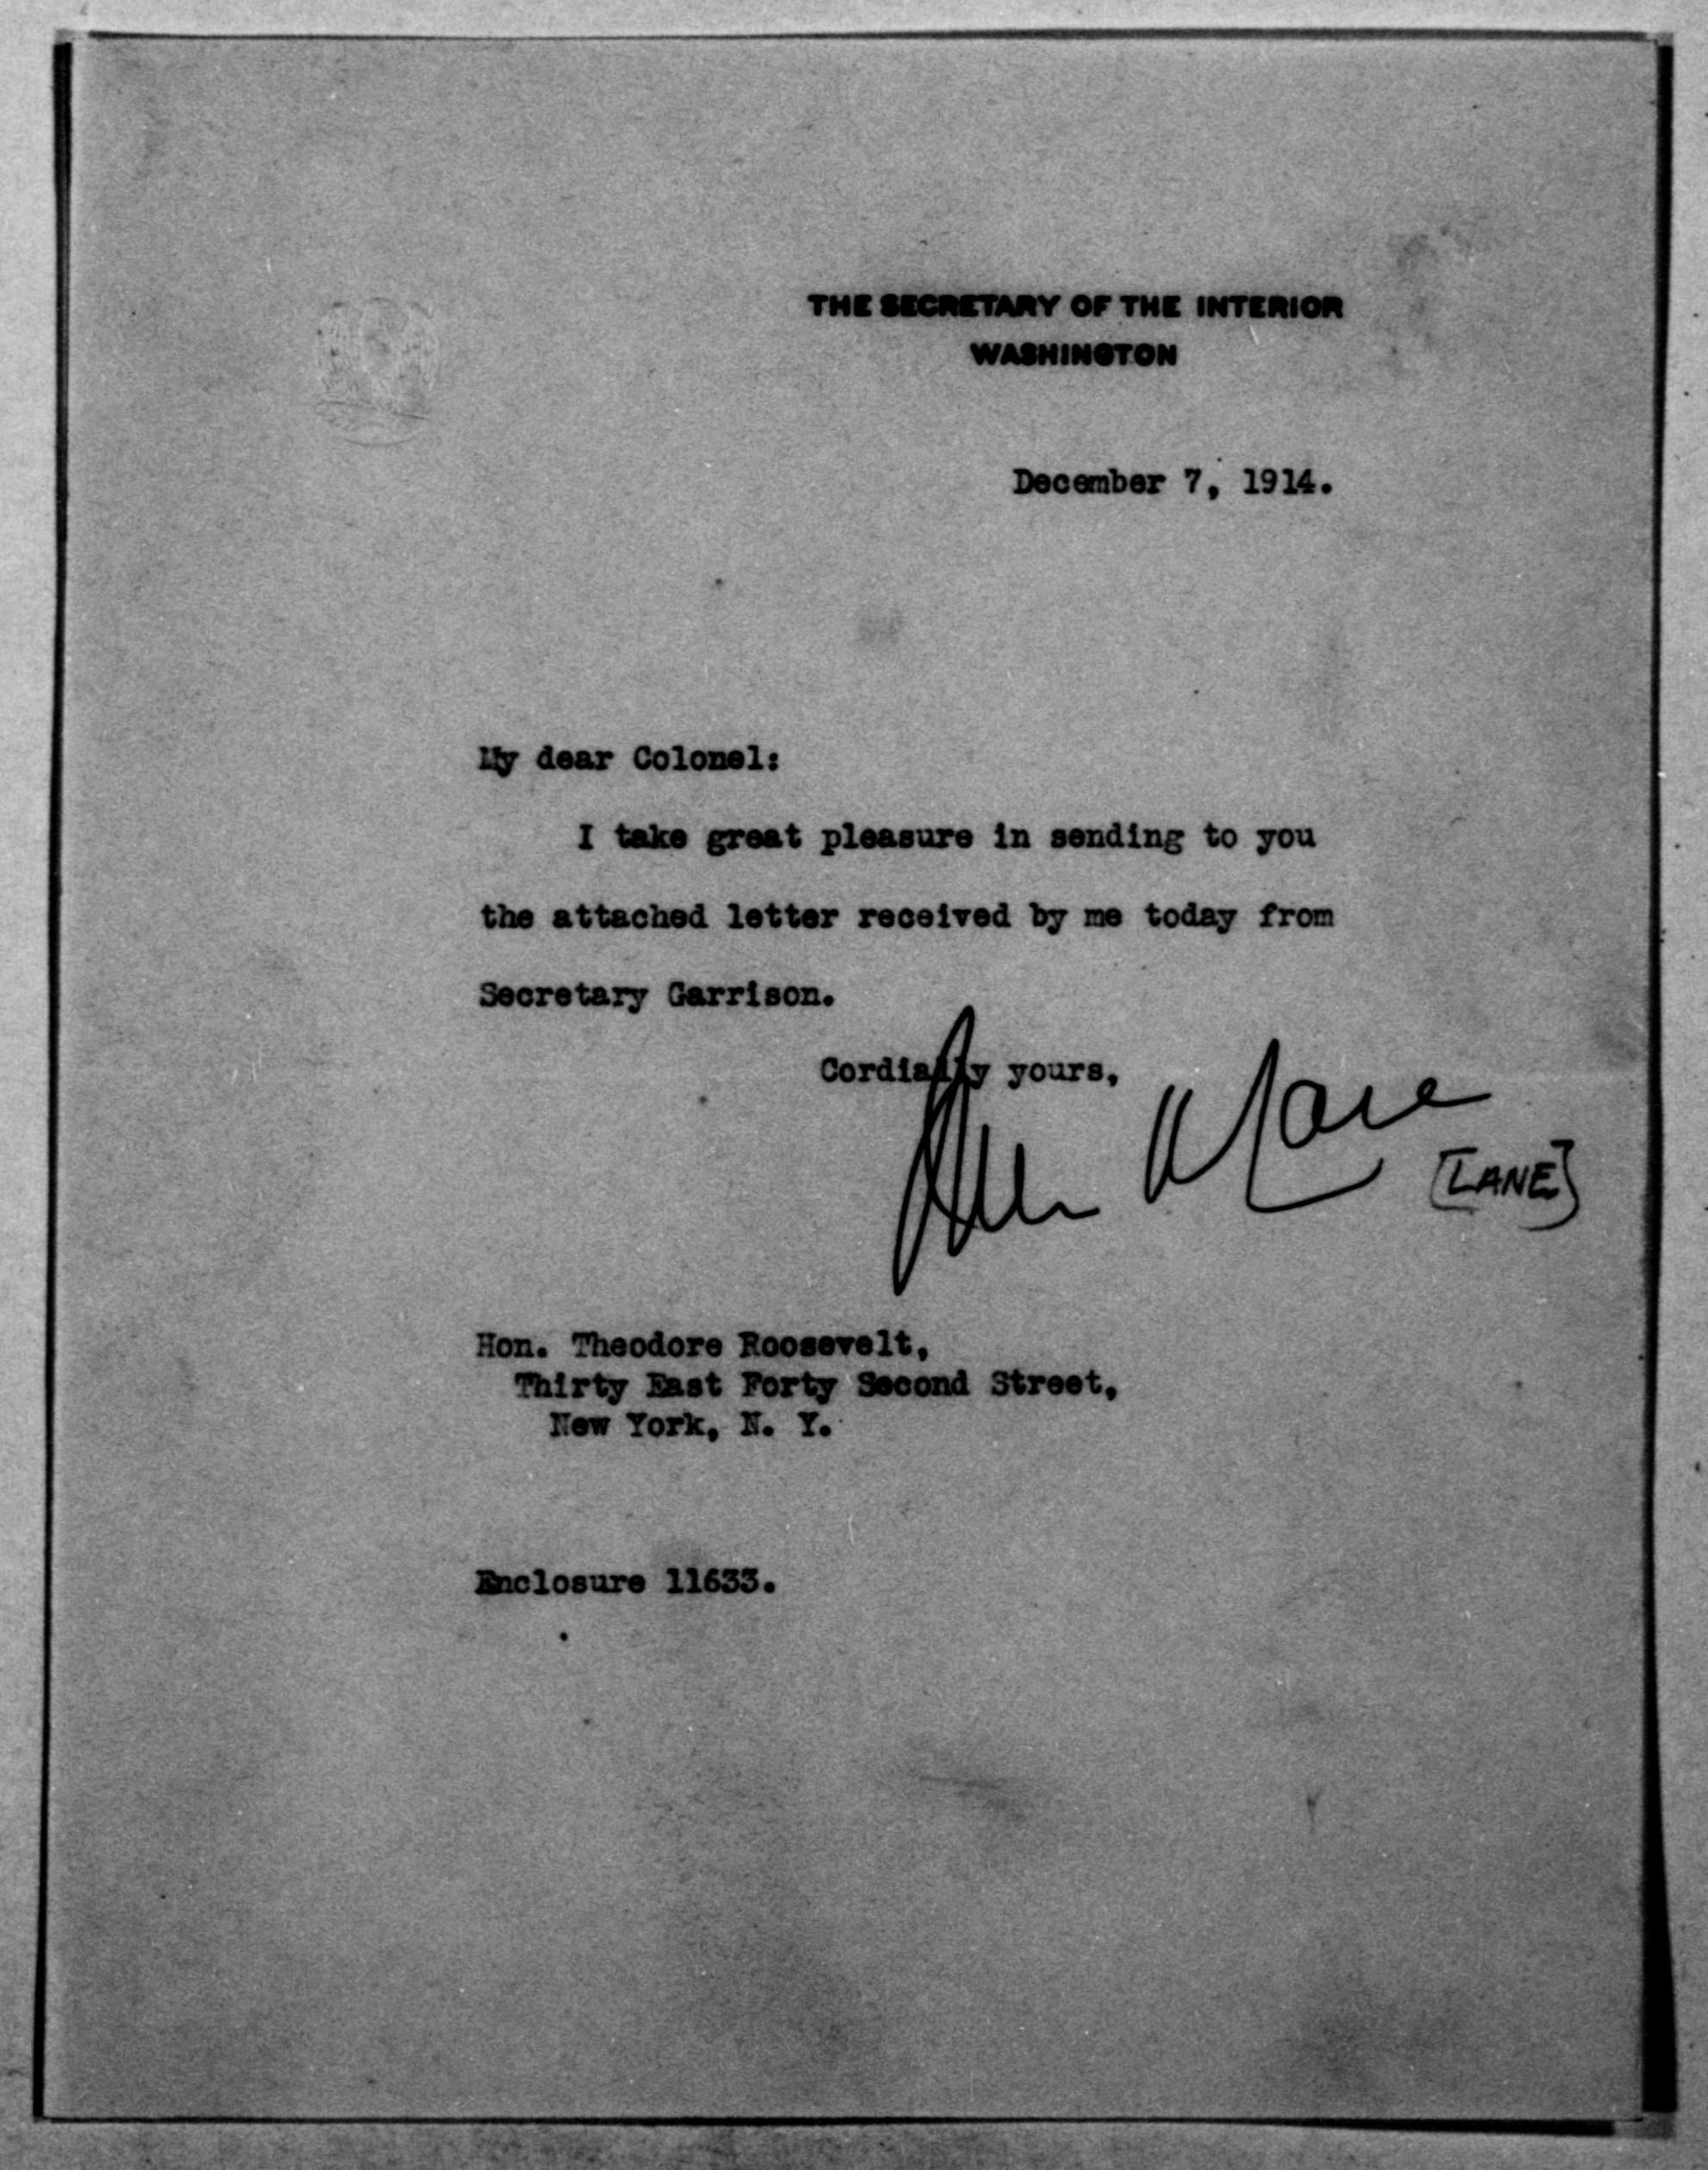 THE SECRETARY OF THE INTERIOR
WASHINGTON
December 7, 1914.
My dear Colonel:
I take great pleasure in sending to you
the attached letter received by me today from
Secretary Garrison.
Cordially yours,
Lane
[LANE]
Hon. Theodore Roosevelt,
Thirty East Forty Second Street,
New York, N. Y.
Enclosure 11633.